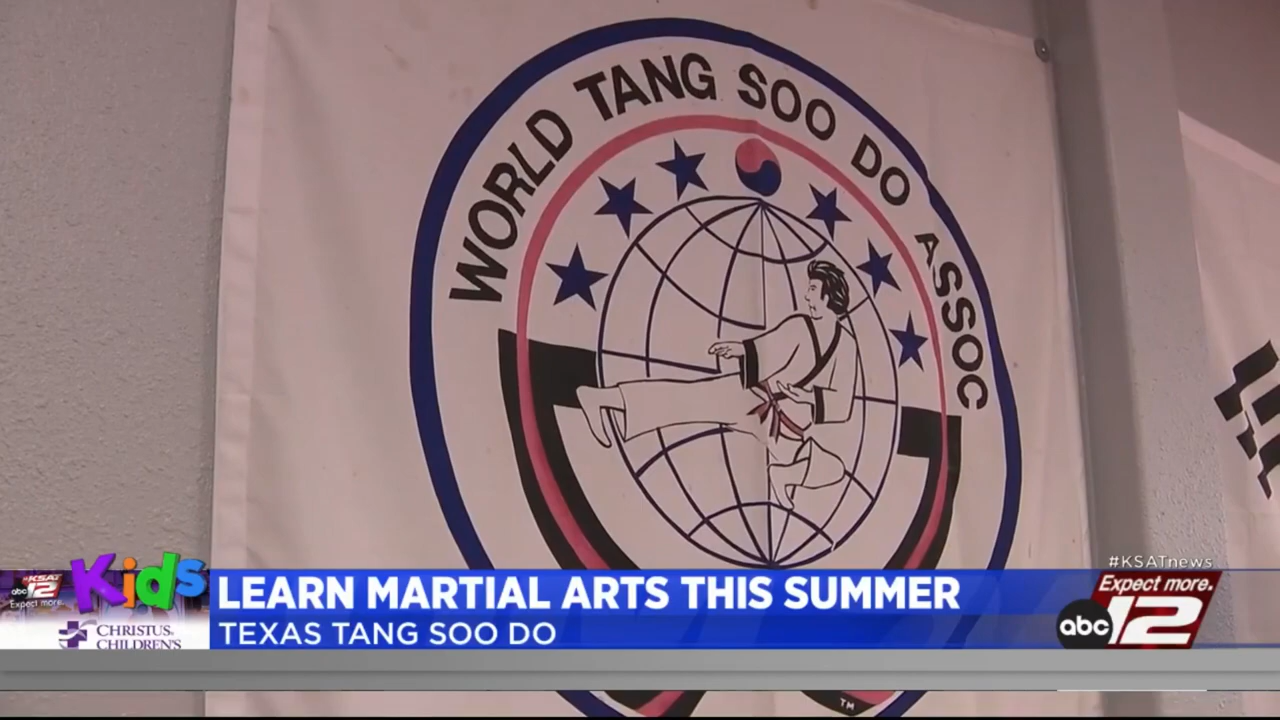 WORLD TANG SOO DO ASSOC
TM
#KSATnews
Kids
KSAT
abc 12
Expect more.
CHRISTUS
CHILDREN'S
LEARN MARTIAL ARTS THIS SUMMER
TEXAS TANG SOO DO
Expect more.
abc 12